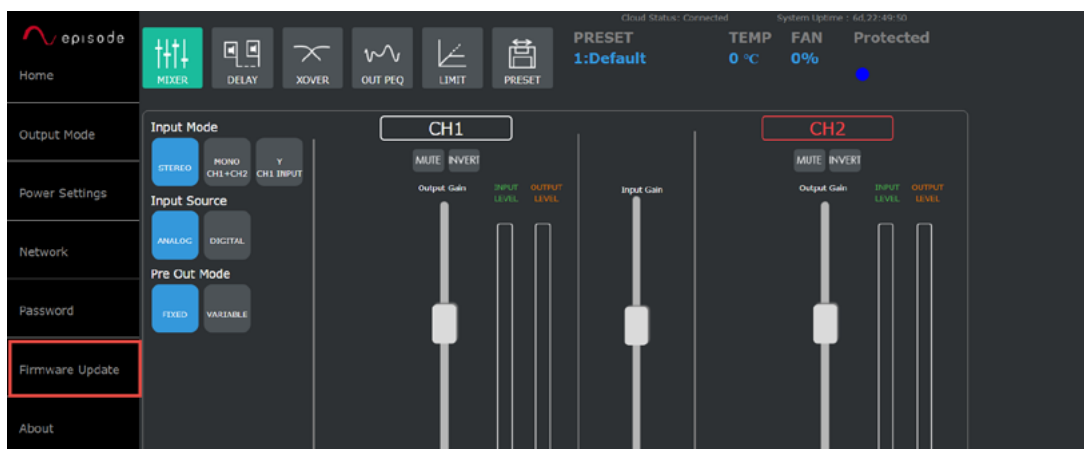 Cloud Status: Connected System Uptime : 6d,22:49:50
episode
Home
Output Mode
Power Settings
Network
Password
Firmware Update
About
MIXER DELAY XOVER OUT PEQ LIMIT PRESET
PRESET TEMP FAN Protected
1:Default 0 °C 0%
Input Mode
STEREO
MONO
CH1+CH2
Y
CH1 INPUT
Input Source
ANALOG DIGITAL
Pre Out Mode
FIXED VARIABLE
CH1
MUTE INVERT
Output Gain
INPUT
LEVEL
OUTPUT
LEVEL
Input Gain
CH2
MUTE INVERT
Output Gain
INPUT
LEVEL
OUTPUT
LEVEL